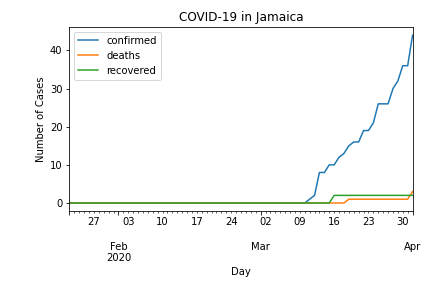 COVID-19 in Jamaica
confirmed
deaths
recovered
Number of Cases
40
30
20
10
0
27 03 10 17 24 02 09 16 23 30
Feb Mar Apr
2020
Day